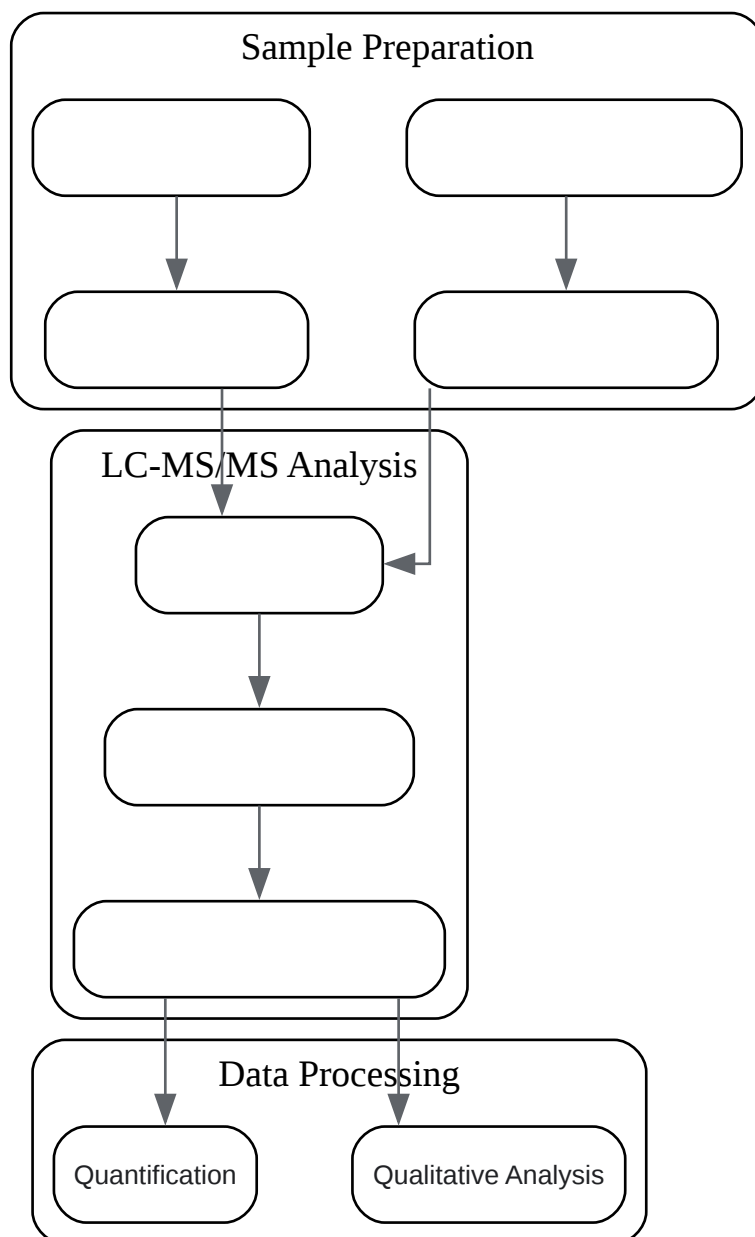 Sample Preparation
LC-MS/MS Analysis
Data Processing
Quantification
Qualitative Analysis